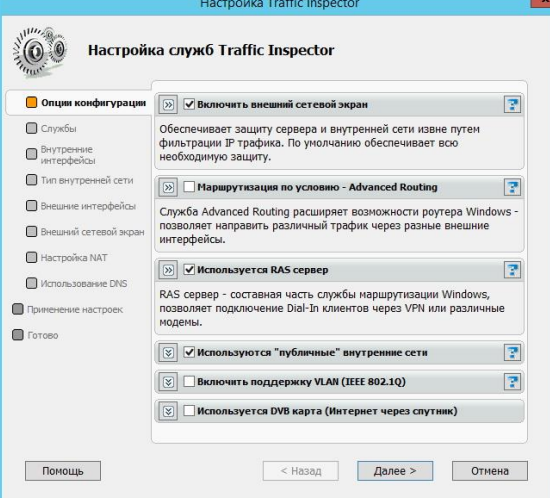 Настройка Traffic Inspector
Настройка служб Traffic Inspector
Опции конфигурации
Службы
Внутренние
интерфейсы
Тип внутренней сети
Внешние интерфейсы
Внешний сетевой экран
Настройка NAT
Использование DNS
Применение настроек
Готово
Включить внешний сетевой экран
Обеспечивает защиту сервера и внутренней сети извне путем
фильтрации IP трафика. По умолчанию обеспечивает всю
необходимую защиту.
Маршрутизация по условию - Advanced Routing
Служба Advanced Routing расширяет возможности роутера Windows -
позволяет направить различный трафик через разные внешние
интерфейсы.
Используется RAS сервер
RAS сервер - составная часть службы маршрутизации Windows,
позволяет подключение Dial-In клиентов через VPN или различные
модемы.
Используются "публичные" внутренние сети
Включить поддержку VLAN (IEEE 802.1Q)
Используется DVB карта (Интернет через спутник)
Помощь
< Назад
Далее >
Отмена